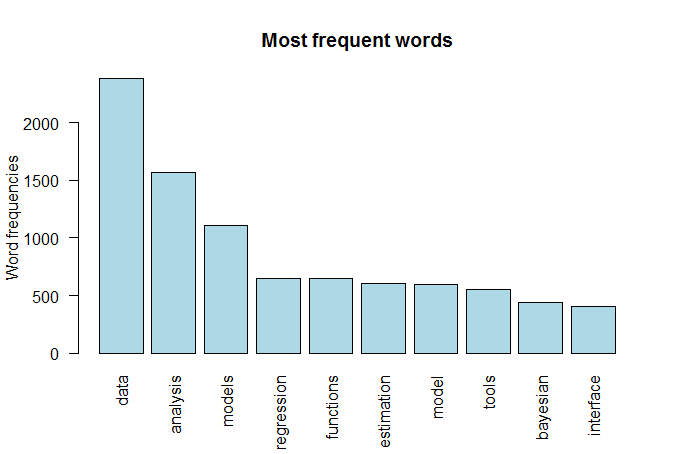 Most frequent words
Word frequencies
2000
1500
1000
500
0
data
analysis
models
regression
functions
estimation
model
tools
bayesian
interface